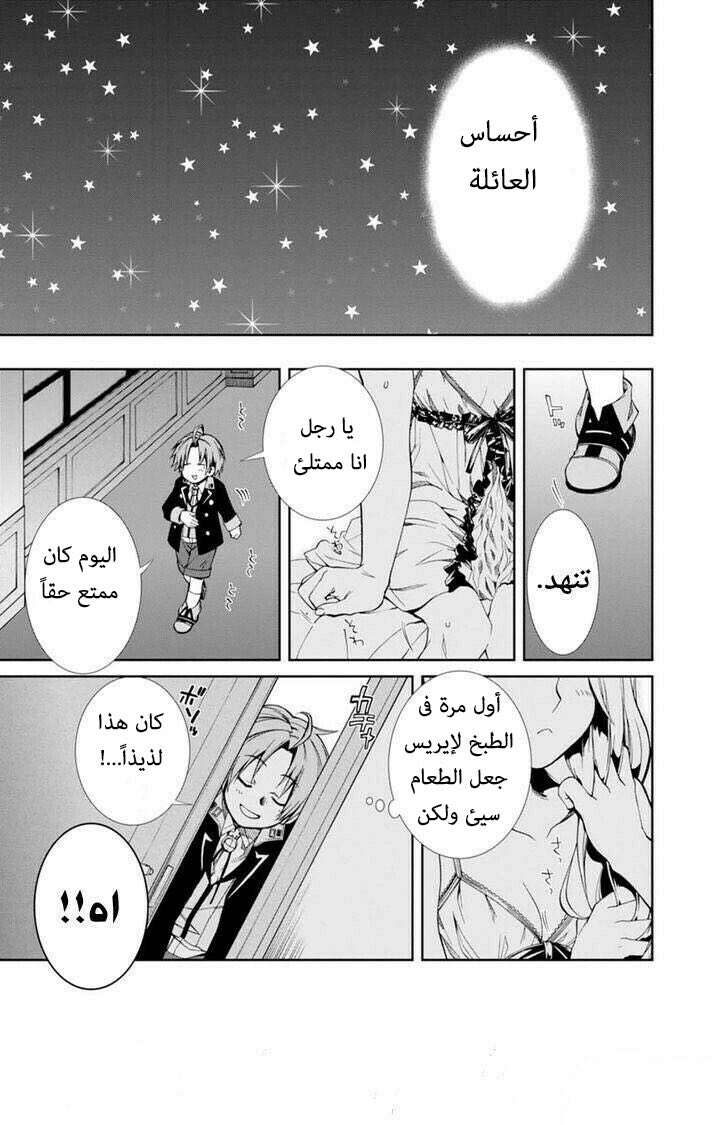 أحساس
العائلة
تنهد.
يا رجل
انا ممتلئ
اليوم كان
ممتع حقاً
أول مرة فى
الطبخ لإيريس
جعل الطعام
سيئ ولكن
كان هذا
لذيذاً...!
اه!!